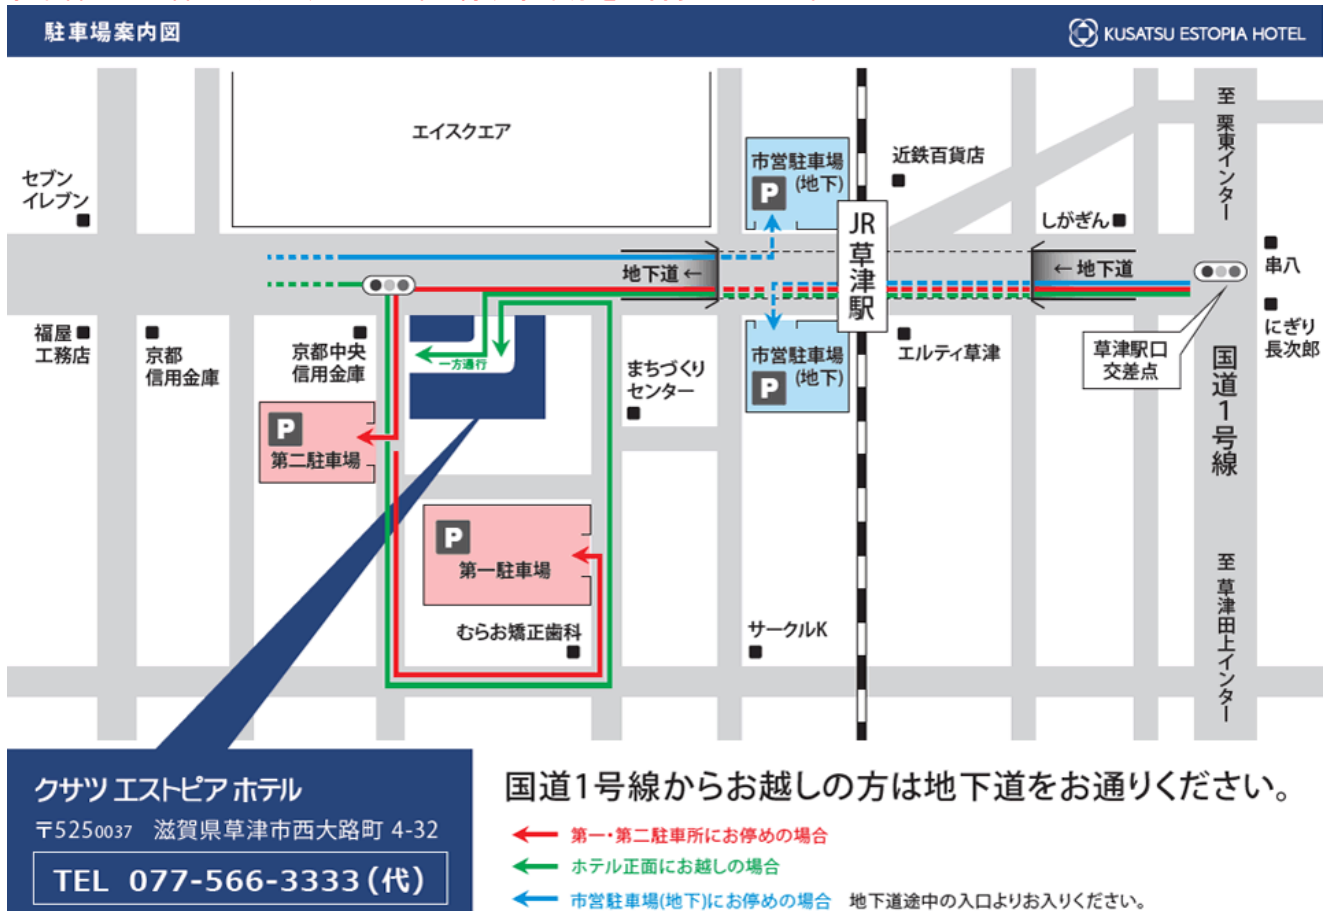 駐車場案内図
KUSATSU ESTOPIA HOTEL
エイスクエア
セブン
イレブン
市営駐車場
(地下)
P
近鉄百貨店
至 栗東インター
しがぎん
JR草津駅
地下道 ←
← 地下道
串八
福屋
工務店
京都
信用金庫
京都中央
信用金庫
一方通行
まちづくり
センター
市営駐車場
(地下)
P
エルティ草津
草津駅口
交差点
国道1号線
にぎり
長次郎
P
第二駐車場
P
第一駐車場
むらお矯正歯科
サークルK
至 草津田上インター
クサツ エストピア ホテル
〒5250037 滋賀県草津市西大路町 4-32
TEL 077-566-3333(代)
国道1号線からお越しの方は地下道をお通りください。
第一・第二駐車所にお停めの場合
ホテル正面にお越しの場合
市営駐車場(地下)にお停めの場合 地下道途中の入口よりお入りください。